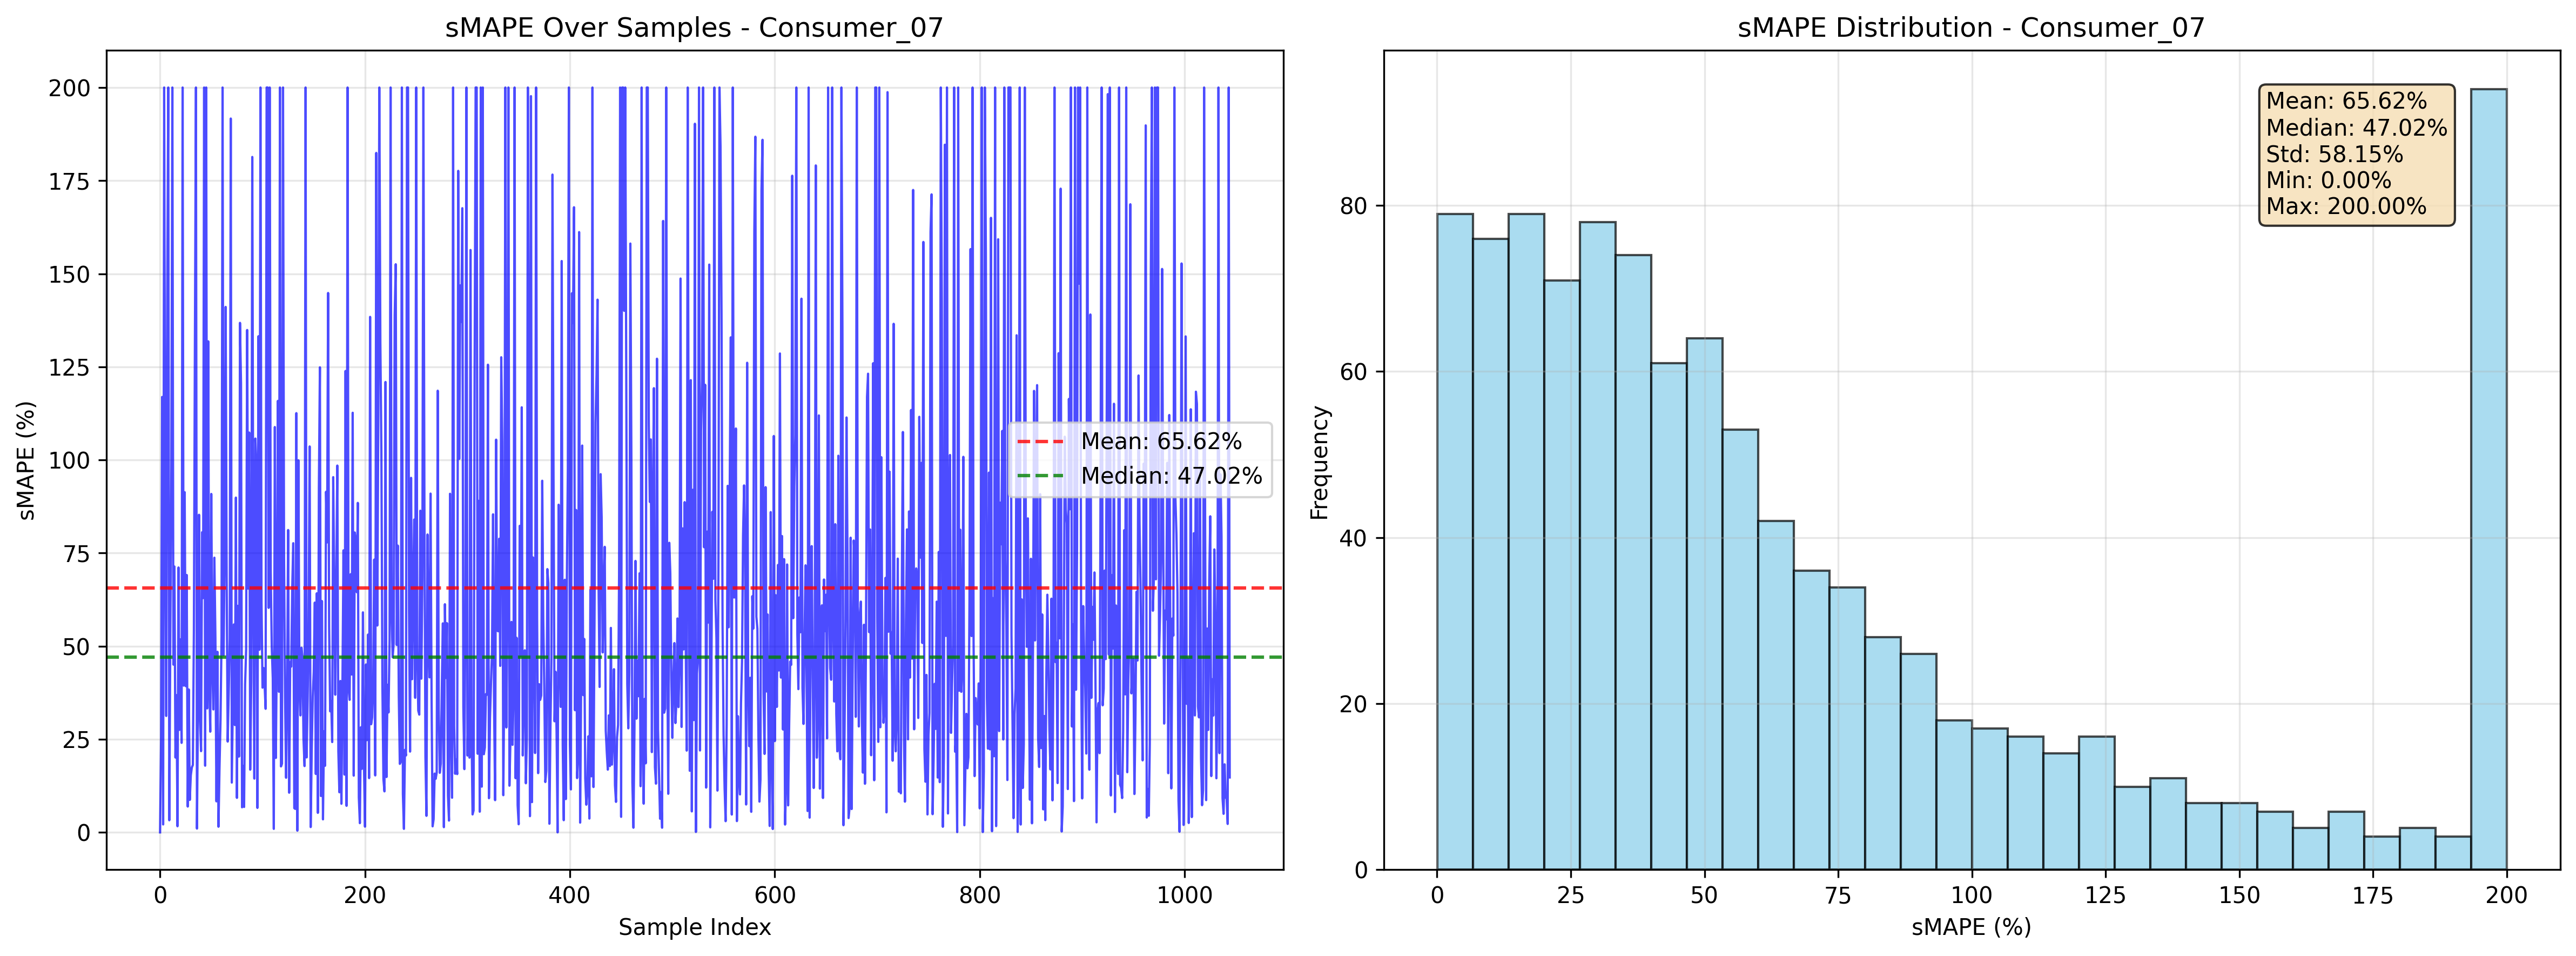 sMAPE Over Samples - Consumer_07
sMAPE (%)
200
175
150
125
100
75
50
25
0
Mean: 65.62%
Median: 47.02%
0 200 400 600 800 1000
Sample Index
sMAPE Distribution - Consumer_07
Frequency
80
60
40
20
0
Mean: 65.62%
Median: 47.02%
Std: 58.15%
Min: 0.00%
Max: 200.00%
0 25 50 75 100 125 150 175 200
sMAPE (%)